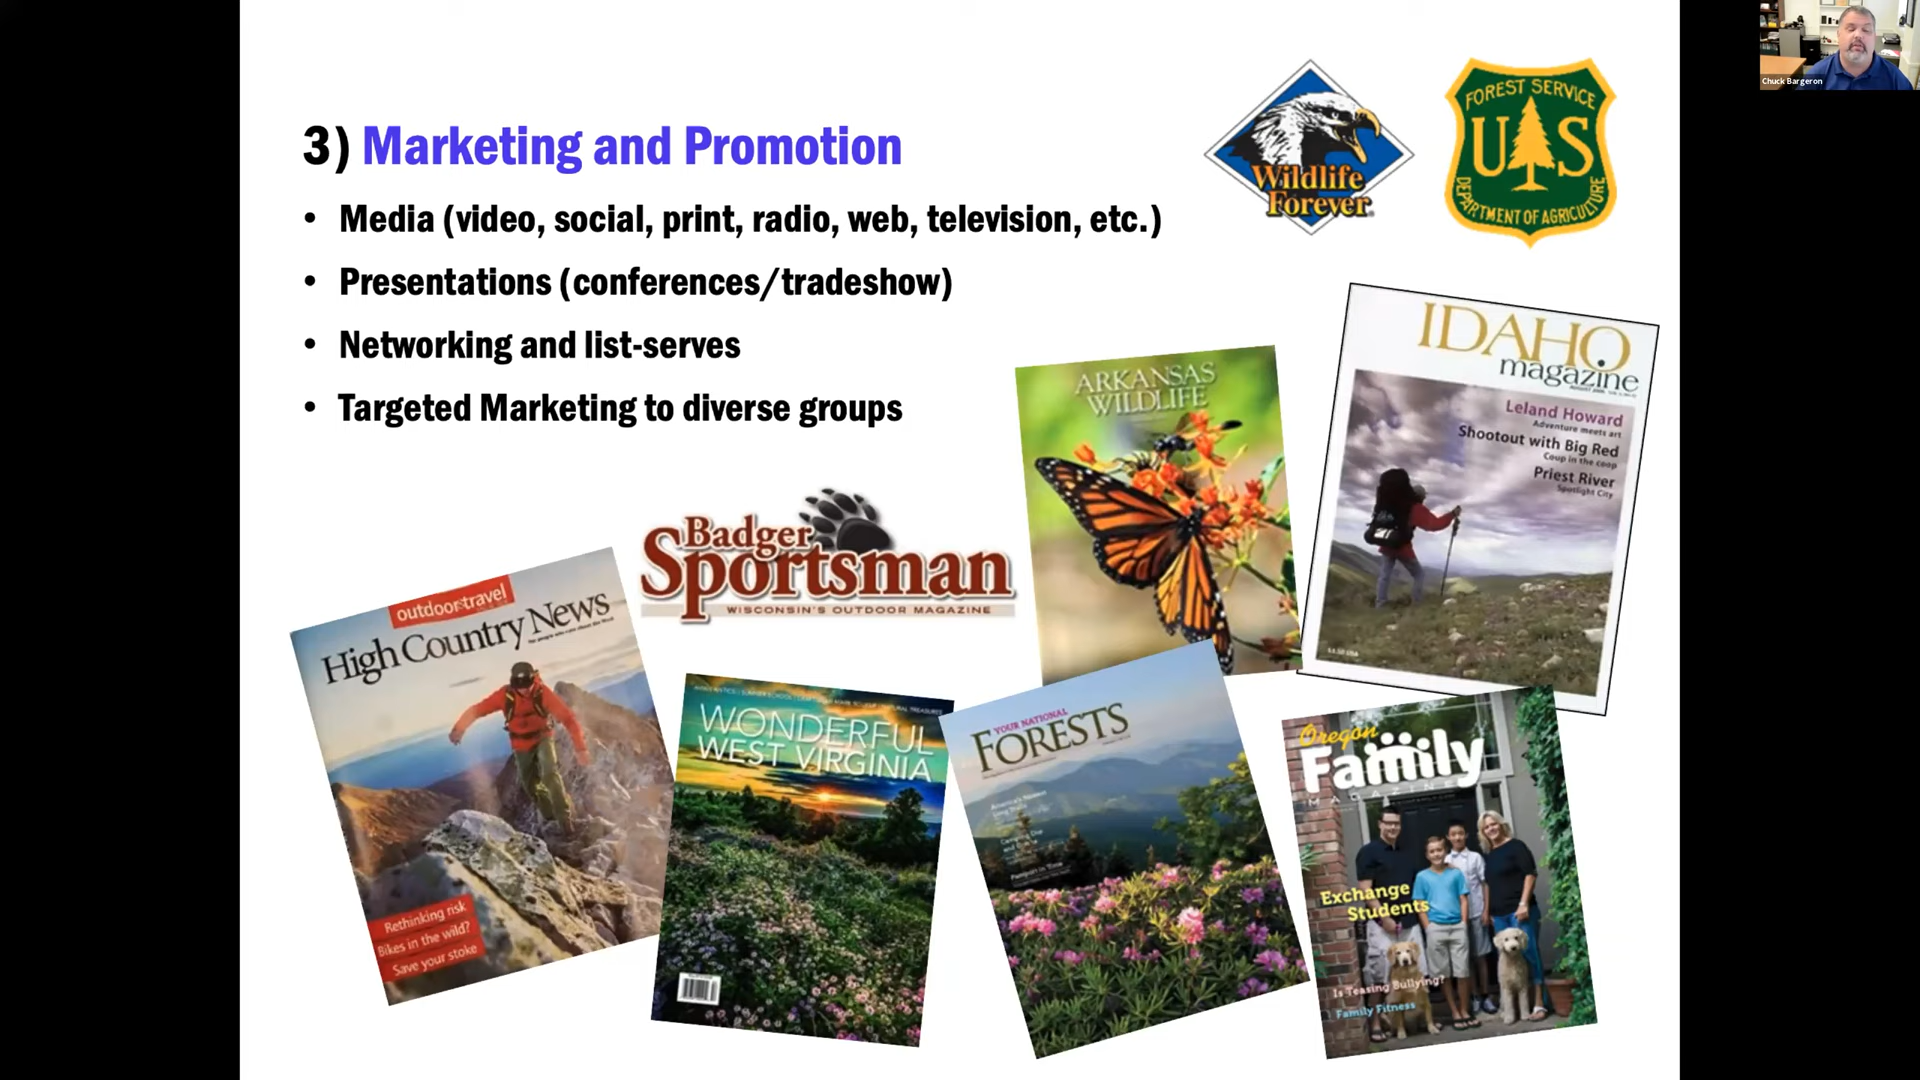 3) Marketing and Promotion
• Media (video, social, print, radio, web, television, etc.)
• Presentations (conferences/tradeshow)
• Networking and list-serves
• Targeted Marketing to diverse groups
Wildlife
Forever
FOREST SERVICE
U S
DEPARTMENT OF AGRICULTURE
Chuck Bargeron
Badger
Sportsman
WISCONSIN'S OUTDOOR MAGAZINE
ARKANSAS
WILDLIFE
IDAHO
magazine
Leland Howard
Adventure meets art
Shootout with Big Red
Coup in the coop
Priest River
Spotlight City
outdoor travel
High Country News
Rethinking risk
Bikes in the wild?
Save your stoke
WONDERFUL
WEST VIRGINIA
YOUR NATIONAL
FORESTS
Oregon
Family
MAGAZINE
Exchange
Students
Is Teasing Bullying?
Family Fitness